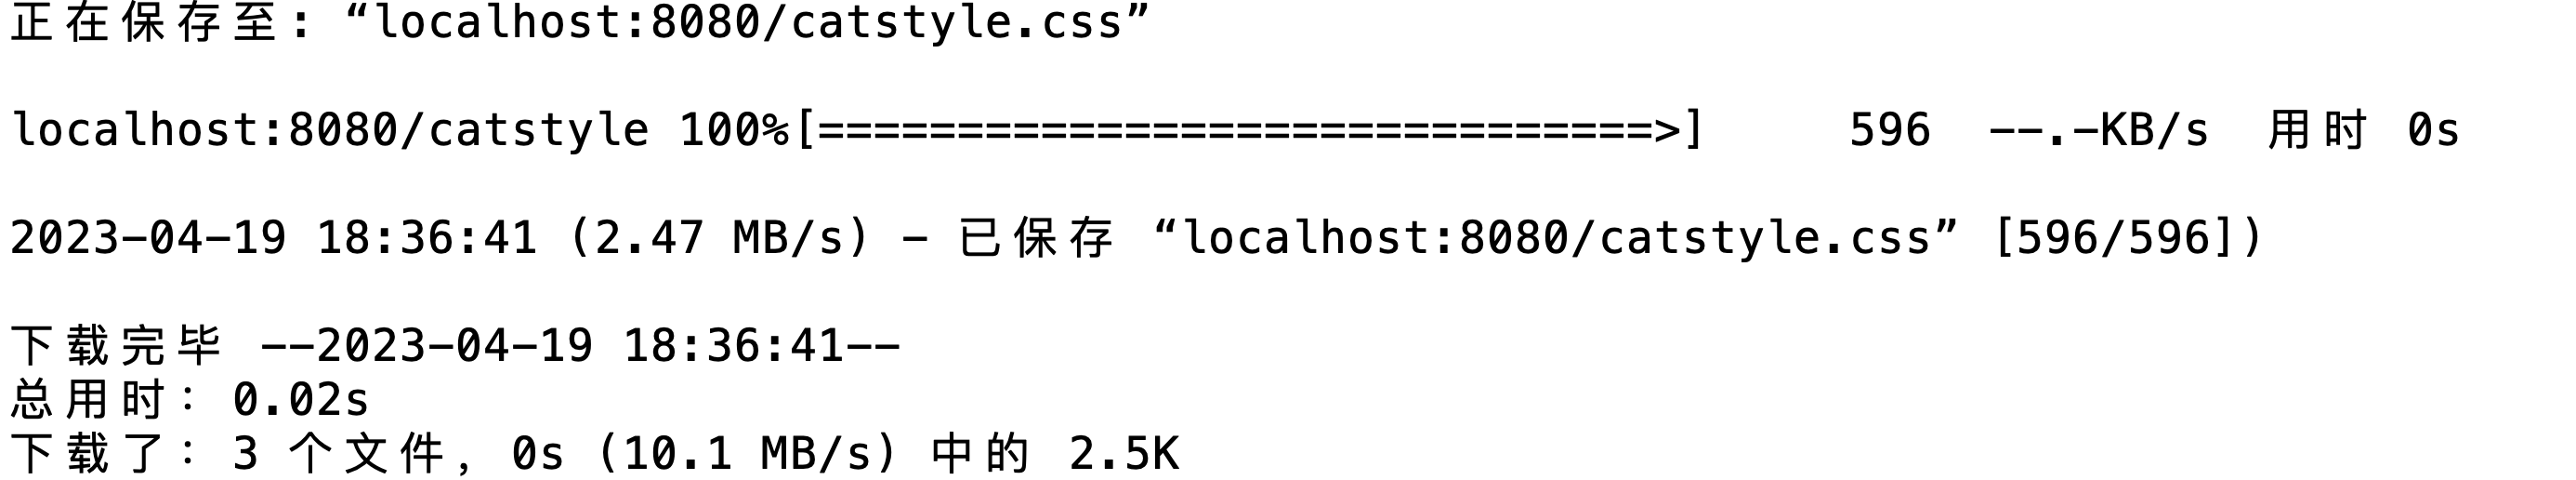 正在保存至: “localhost:8080/catstyle.css”
localhost:8080/catstyle 100%[==============================>]     596  --.-KB/s  用时 0s
2023-04-19 18:36:41 (2.47 MB/s) - 已保存 “localhost:8080/catstyle.css” [596/596])
下载完毕 --2023-04-19 18:36:41--
总用时：0.02s
下载了：3 个文件，0s (10.1 MB/s) 中的 2.5K